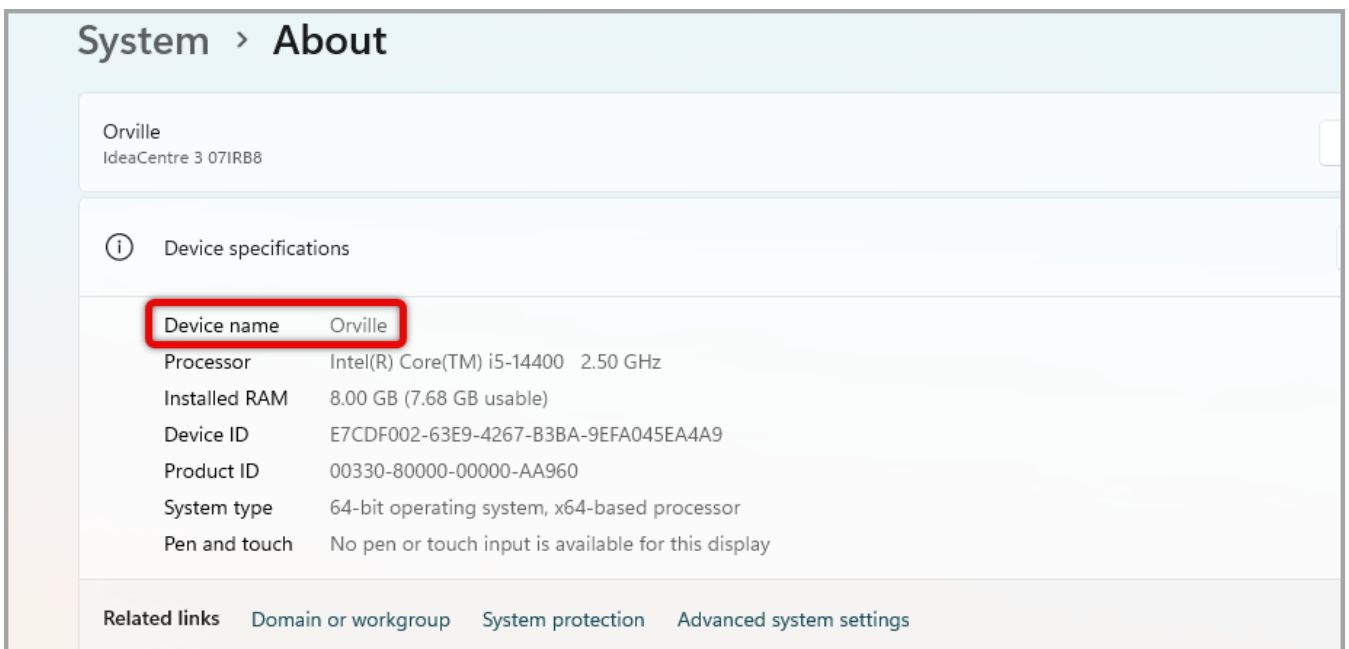 System > About
Orville
IdeaCentre 3 07IRB8
Device specifications
Device name Orville
Processor Intel(R) Core(TM) i5-14400 2.50 GHz
Installed RAM 8.00 GB (7.68 GB usable)
Device ID E7CDF002-63E9-4267-B3BA-9EFA045EA4A9
Product ID 00330-80000-00000-AA960
System type 64-bit operating system, x64-based processor
Pen and touch No pen or touch input is available for this display
Related links Domain or workgroup System protection Advanced system settings